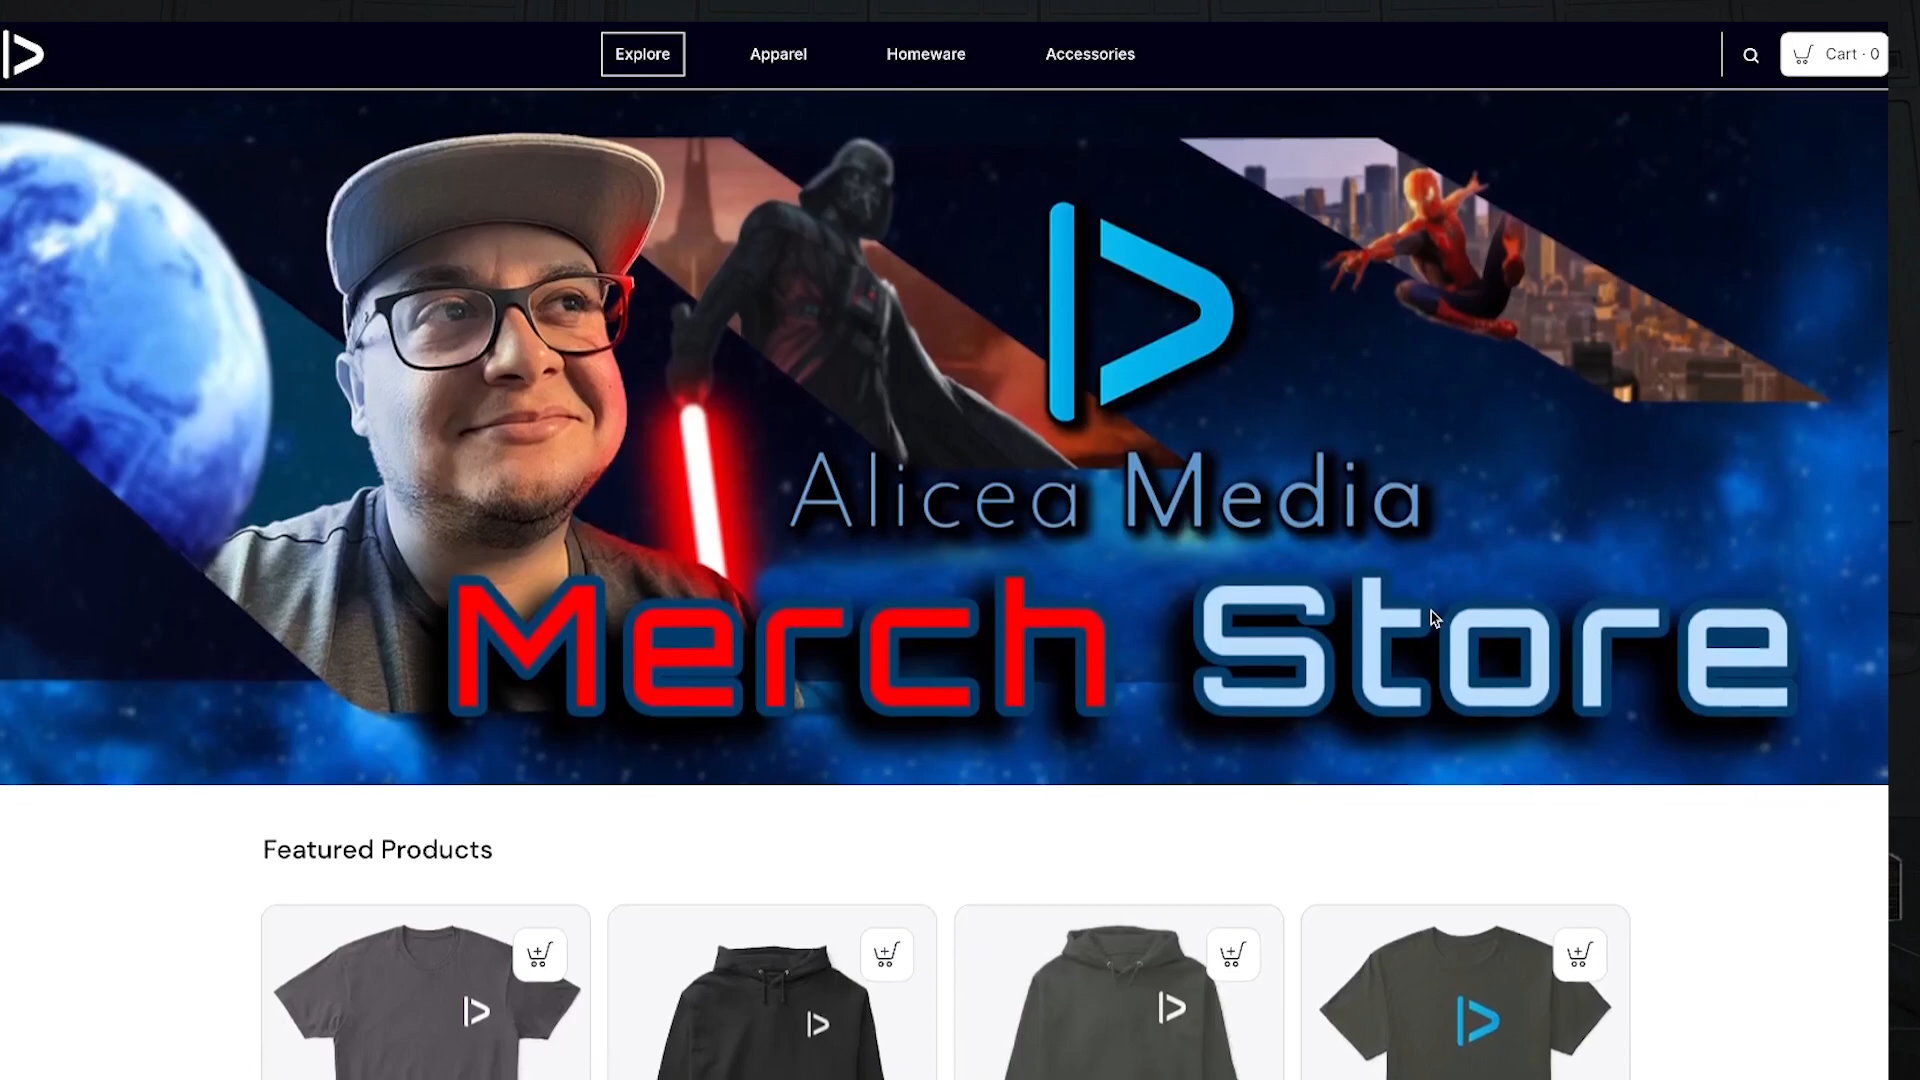 Explore
Apparel
Homeware
Accessories
Cart · 0
Alicea Media
Merch Store
Featured Products